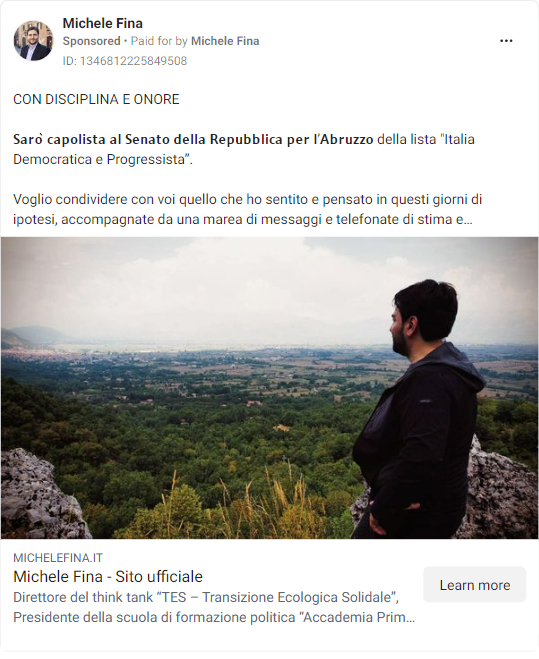 Michele Fina
Sponsored • Paid for by Michele Fina
ID: 1346812225849508
CON DISCIPLINA E ONORE
Sarò capolista al Senato della Repubblica per l'Abruzzo della lista "Italia
Democratica e Progressista”.
Voglio condividere con voi quello che ho sentito e pensato in questi giorni di
ipotesi, accompagnate da una marea di messaggi e telefonate di stima e...
MICHELEFINA.IT
Michele Fina - Sito ufficiale
Learn more
Direttore del think tank “TES – Transizione Ecologica Solidale”,
Presidente della scuola di formazione politica “Accademia Prim...